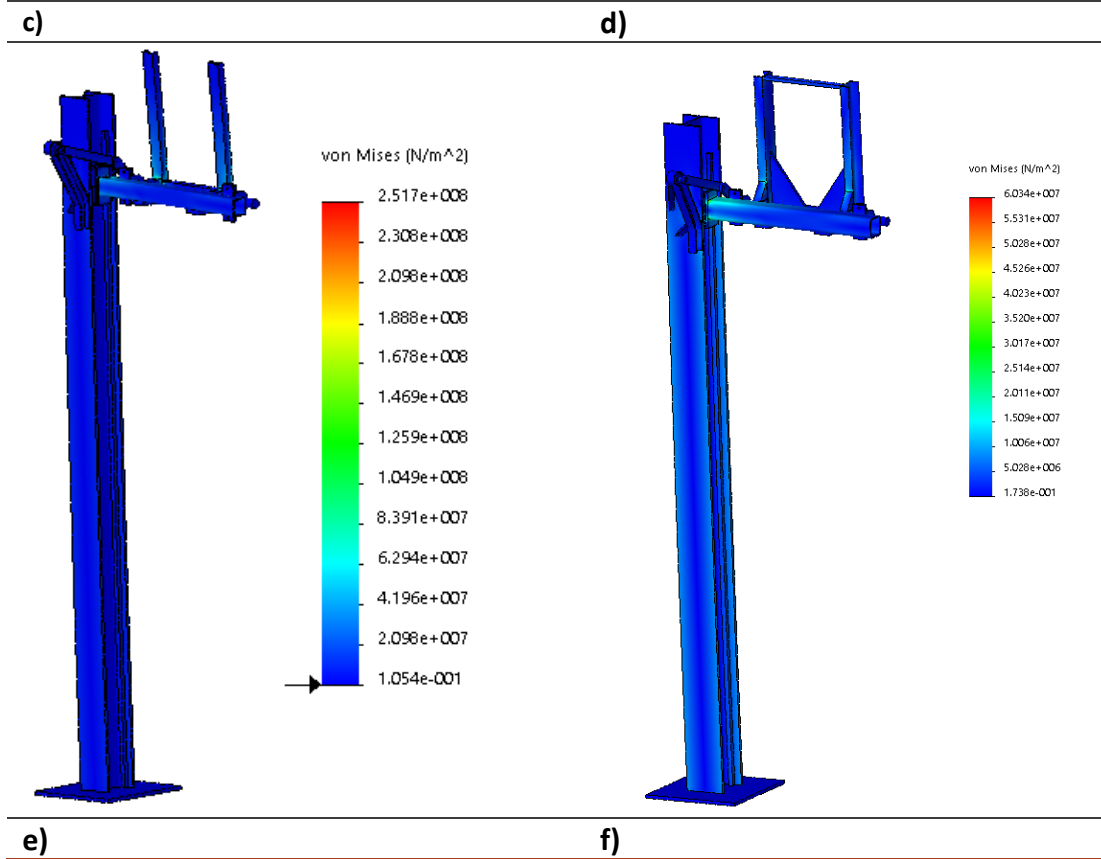 c)
d)
von Mises (N/m^2)
2.517e+008
2.308e+008
2.098e+008
1.888e+008
1.678e+008
1.469e+008
1.259e+008
1.049e+008
8.391e+007
6.294e+007
4.196e+007
2.098e+007
1.054e-001
von Mises (N/m^2)
6.034e+007
5.531e+007
5.028e+007
4.526e+007
4.023e+007
3.520e+007
3.017e+007
2.514e+007
2.011e+007
1.509e+007
1.006e+007
5.028e+006
1.738e-001
e)
f)